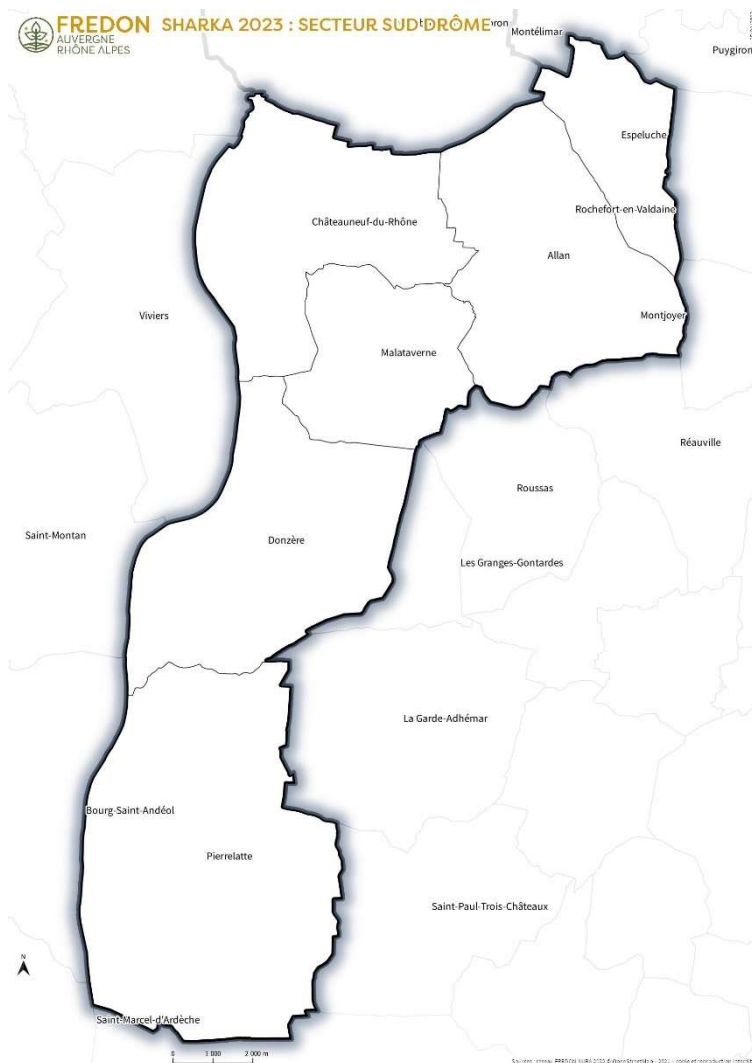 FREDON
AUVERGNE
RHÔNE ALPES
SHARKA 2023 : SECTEUR SUD DRÔME
Montélimar
Puygiron
Espeluche
Rochefort-en-Valdaine
Châteauneuf-du-Rhône
Allan
Viviers
Montjoyer
Malataverne
Réauville
Roussas
Saint-Montan
Donzère
Les Granges-Gontardes
La Garde-Adhémar
Bourg-Saint-Andéol
Pierrelatte
Saint-Paul-Trois-Châteaux
N
Saint-Marcel-d'Ardèche
0 1 000 2 000 m